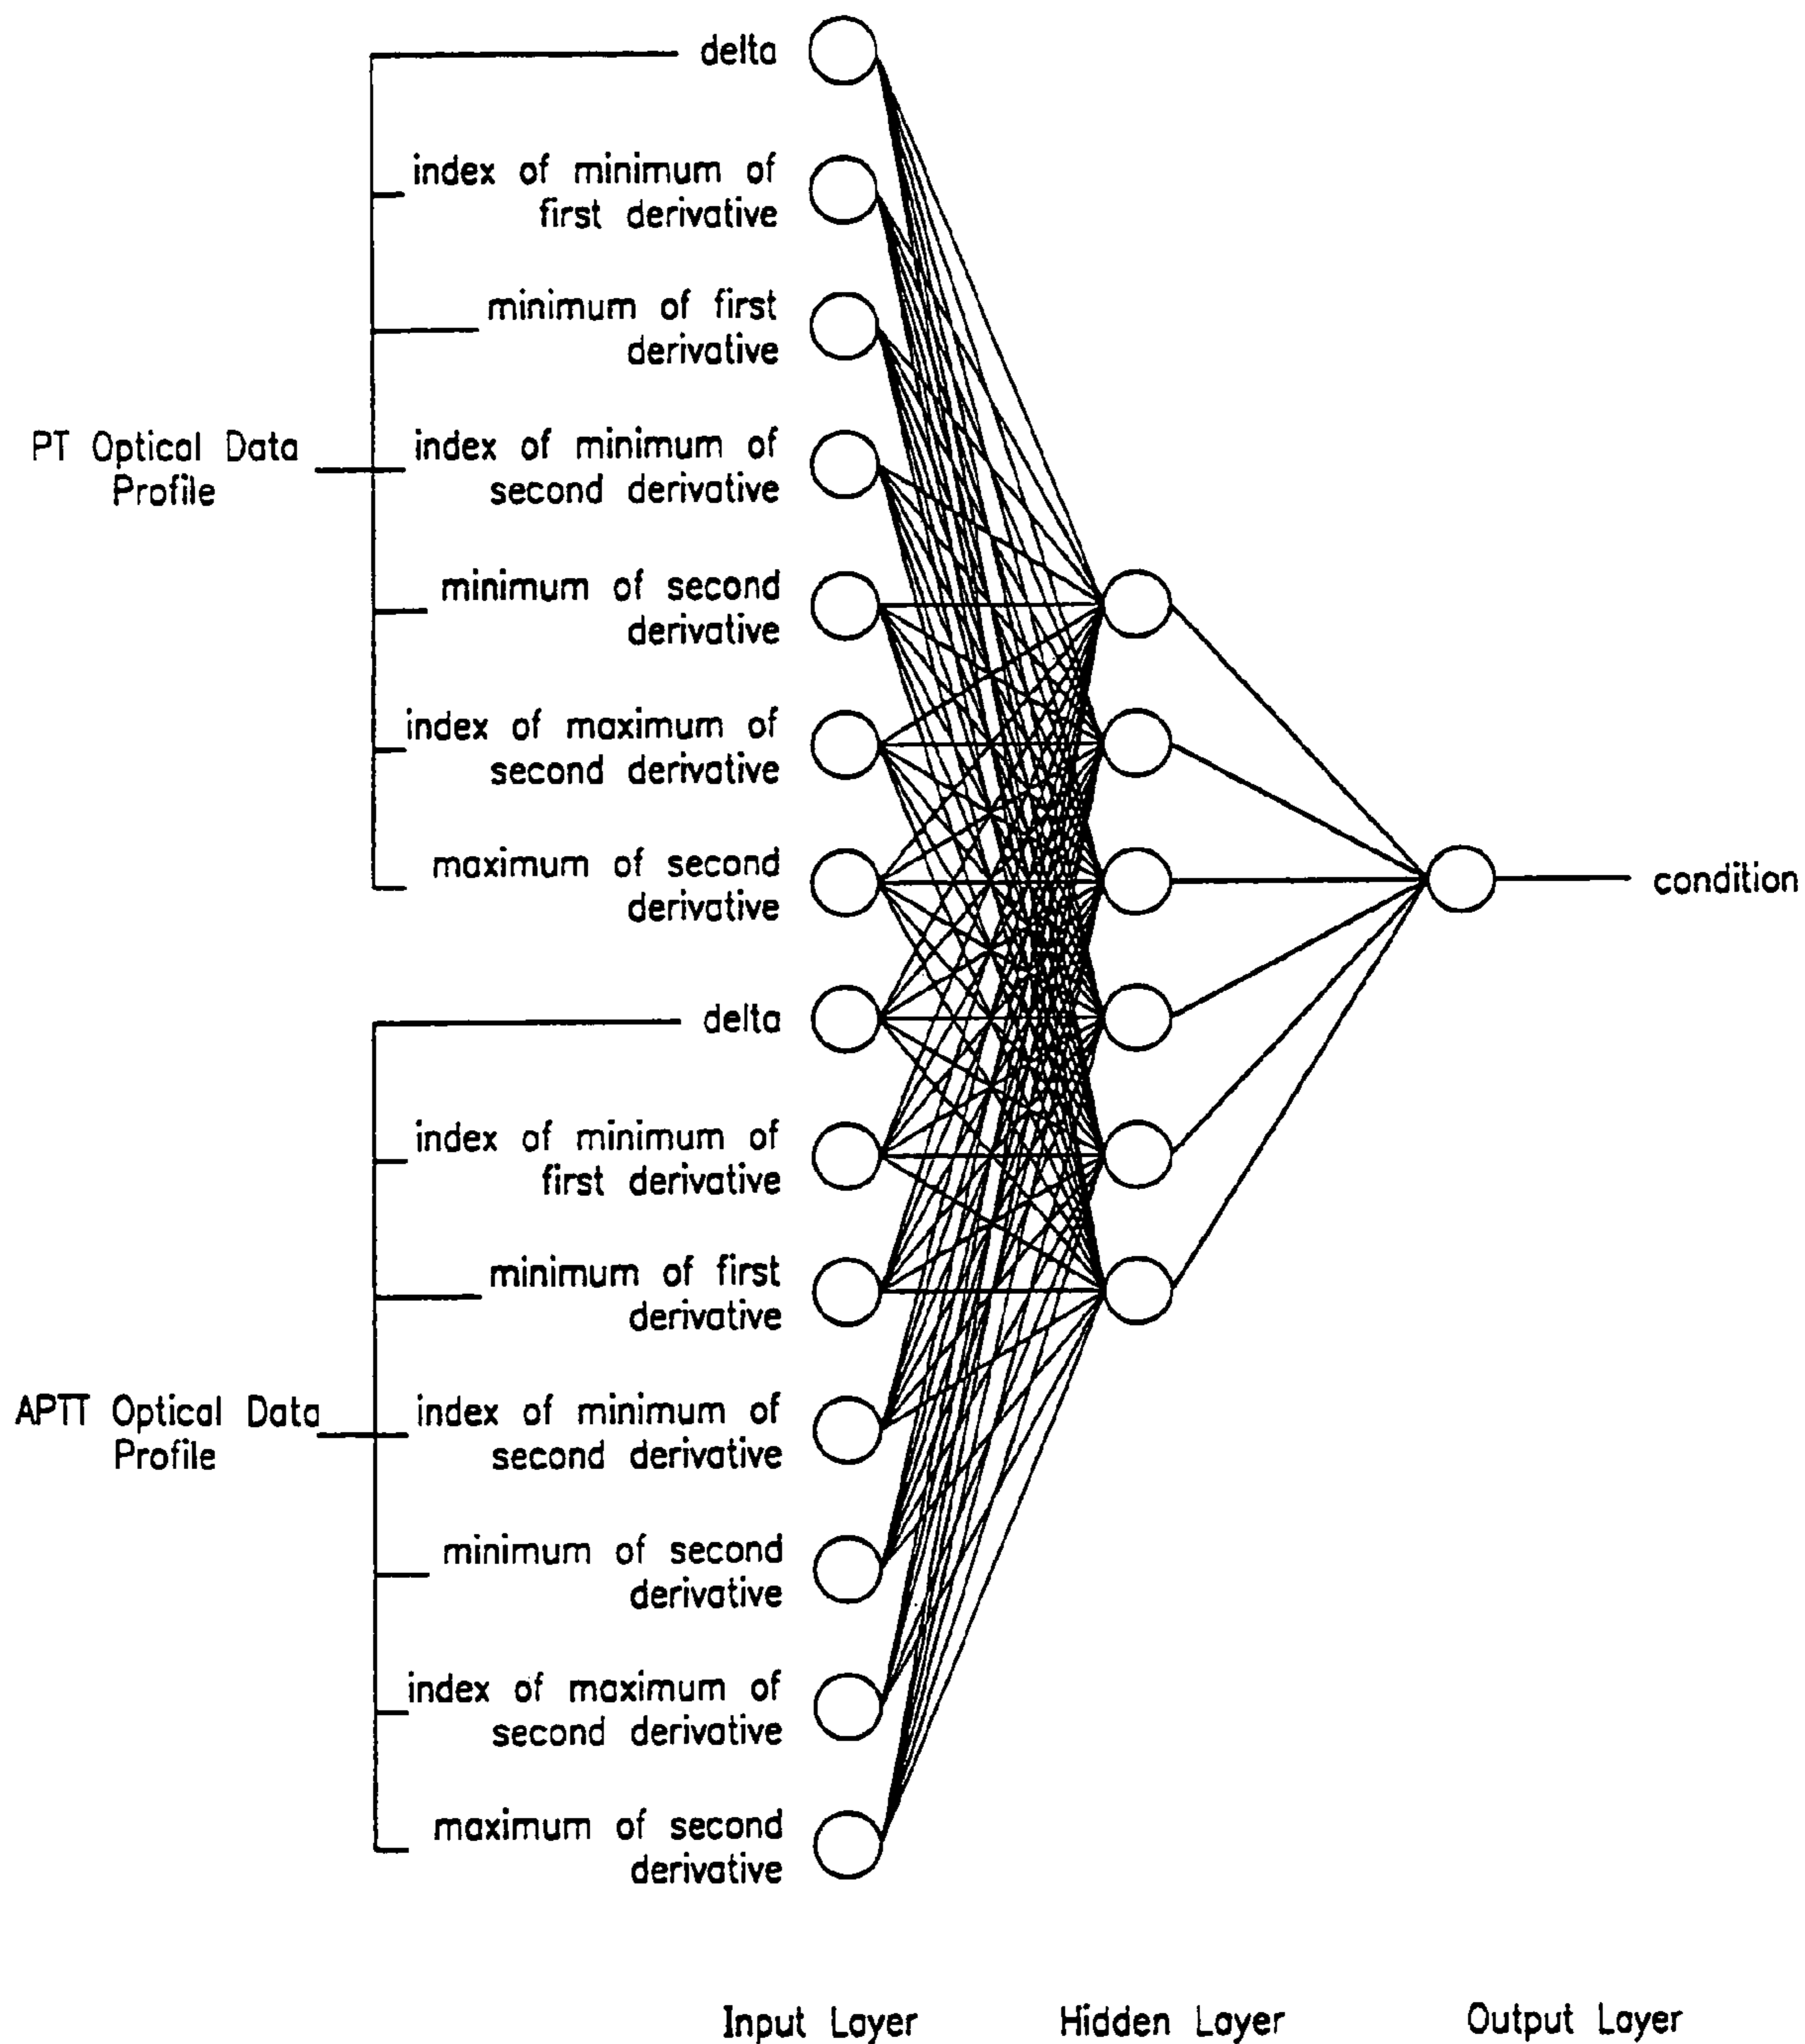 delta
index of minimum of
first derivative
minimum of first
derivative
PT Optical Data
Profile
index of minimum of
second derivative
minimum of second
derivative
index of maximum of
second derivative
maximum of second
derivative
condition
delta
index of minimum of
first derivative
minimum of first
derivative
APTT Optical Data
Profile
index of minimum of
second derivative
minimum of second
derivative
index of maximum of
second derivative
maximum of second
derivative
Input Layer
Hidden Layer
Output Layer